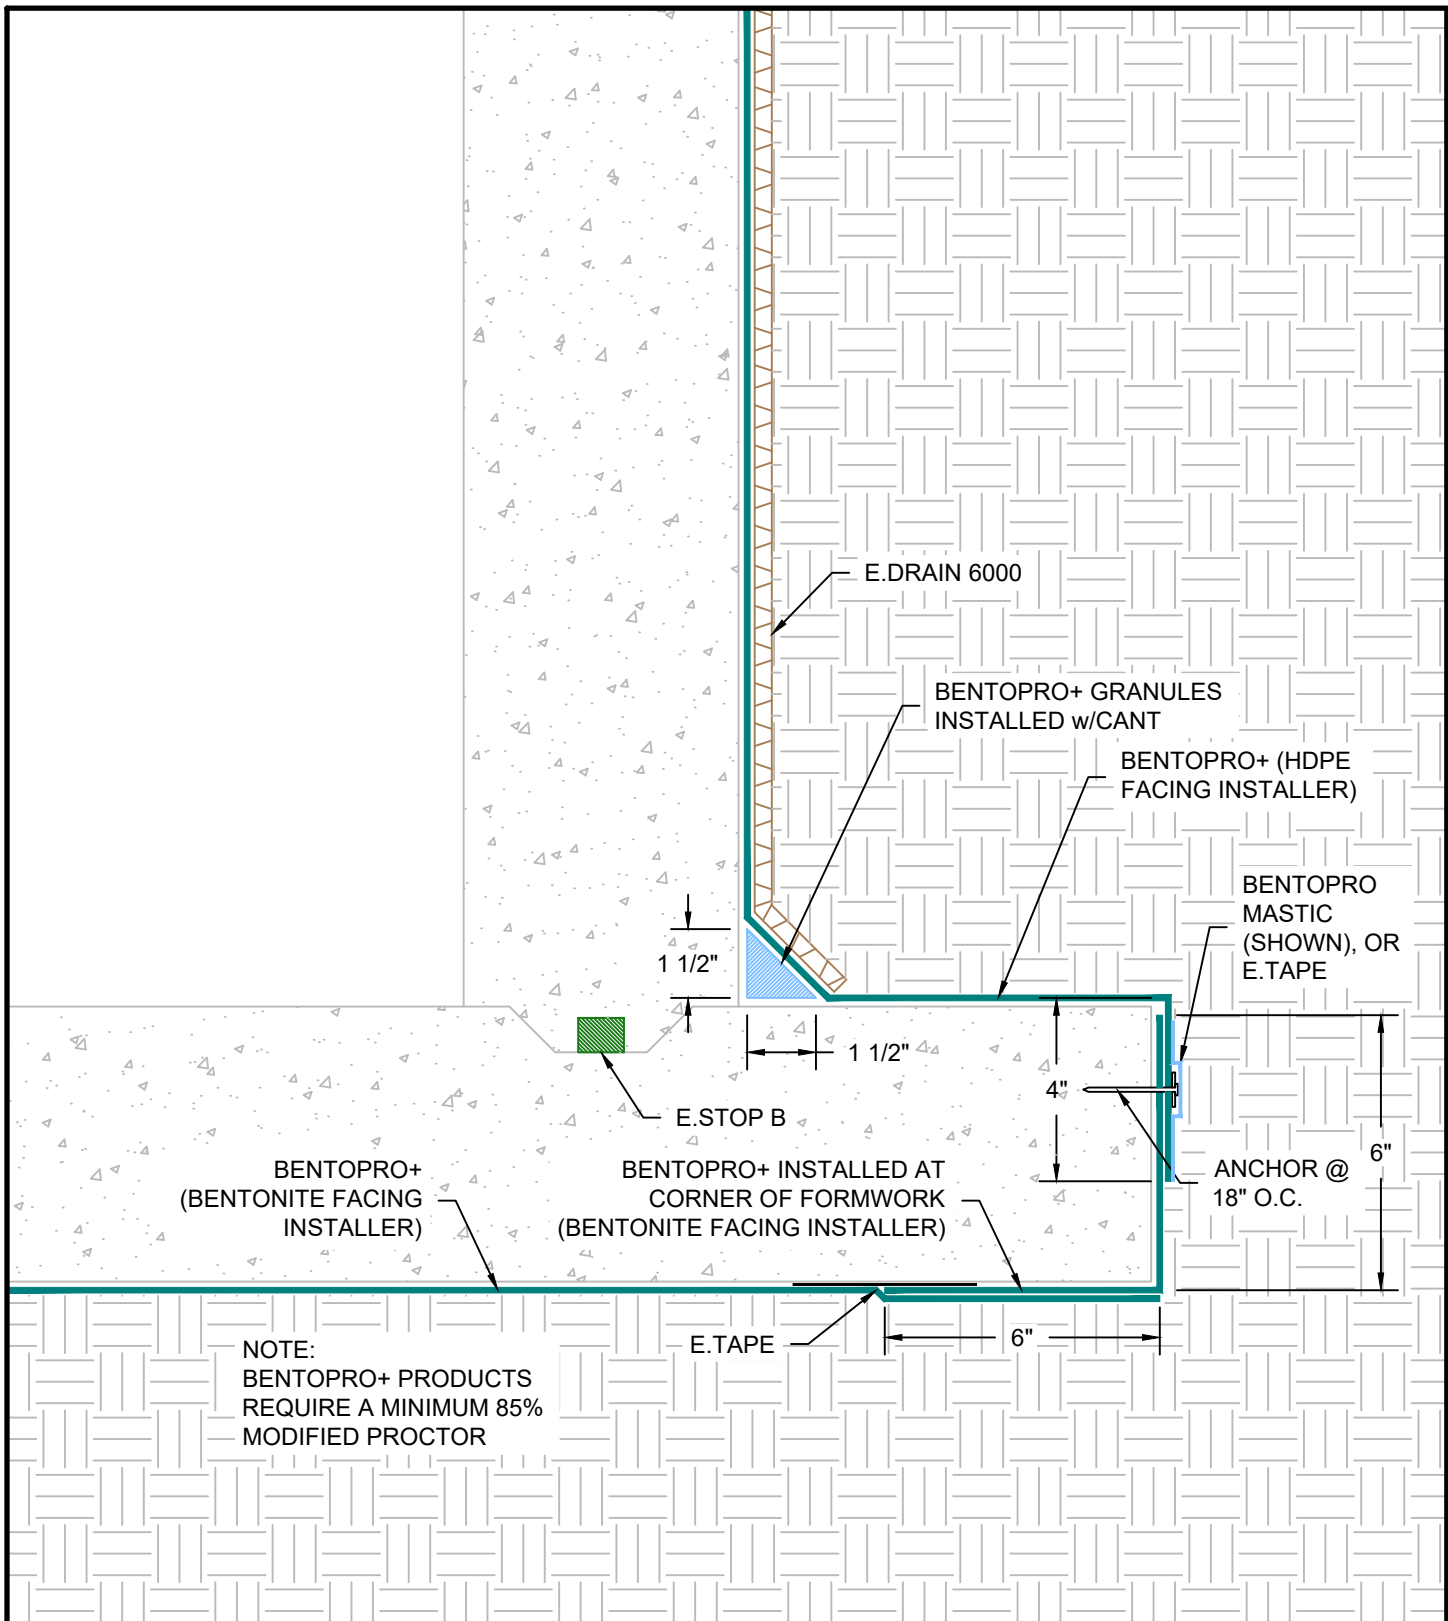 E.DRAIN 6000
BENTOPRO+ GRANULES
INSTALLED w/CANT
BENTOPRO+ (HDPE
FACING INSTALLER)
BENTOPRO
MASTIC
(SHOWN), OR
E.TAPE
1 1/2"
1 1/2"
4"
E.STOP B
6"
BENTOPRO+
(BENTONITE FACING
INSTALLER)
BENTOPRO+ INSTALLED AT
CORNER OF FORMWORK
(BENTONITE FACING INSTALLER)
ANCHOR @
18" O.C.
E.TAPE
6"
NOTE:
BENTOPRO+ PRODUCTS
REQUIRE A MINIMUM 85%
MODIFIED PROCTOR